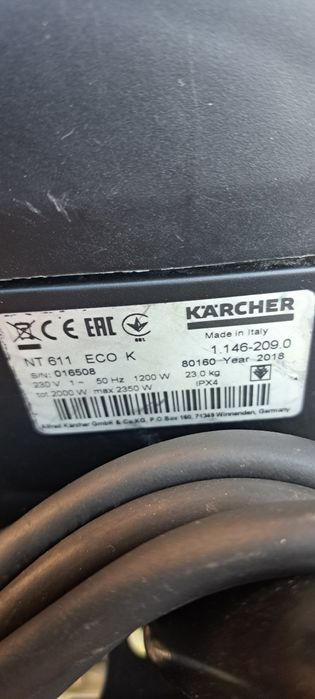 CE EAC
KÄRCHER
Made in Italy
NT 611 ECO K 1.146-209.0
S/N: 016508 80160 Year 2018
230 V 1~ 50 Hz 1200 W 23.0 kg
tot. 2000 W max 2350 W IPX4
Alfred Kärcher GmbH & Co.KG, P.O Box 160, 71349 Winnenden, Germany